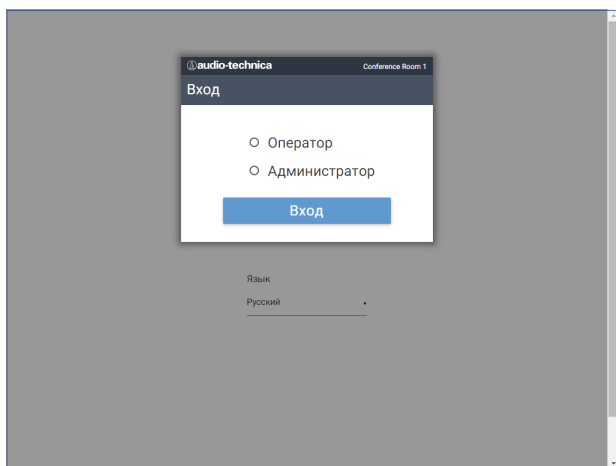 audio-technica Conference Room 1
Вход
Оператор
Администратор
Вход
Язык
Русский